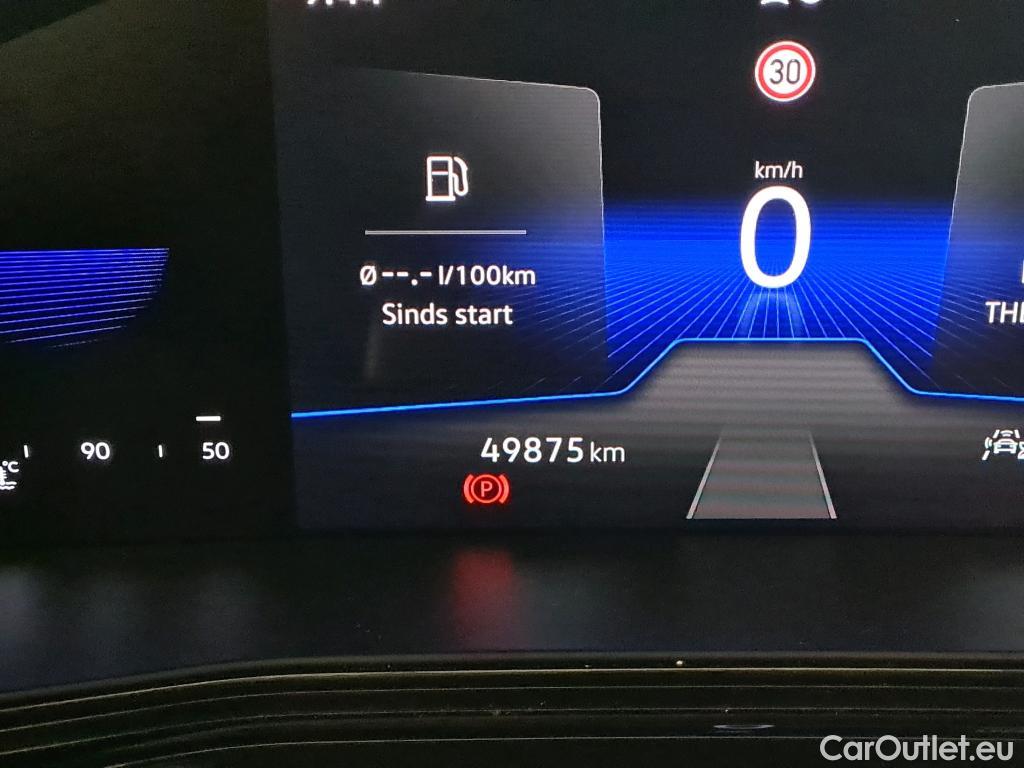 30
km/h
0
Ø--.- l/100km
Sinds start
90
50
°C
49875 km
P
CarOutlet.eu